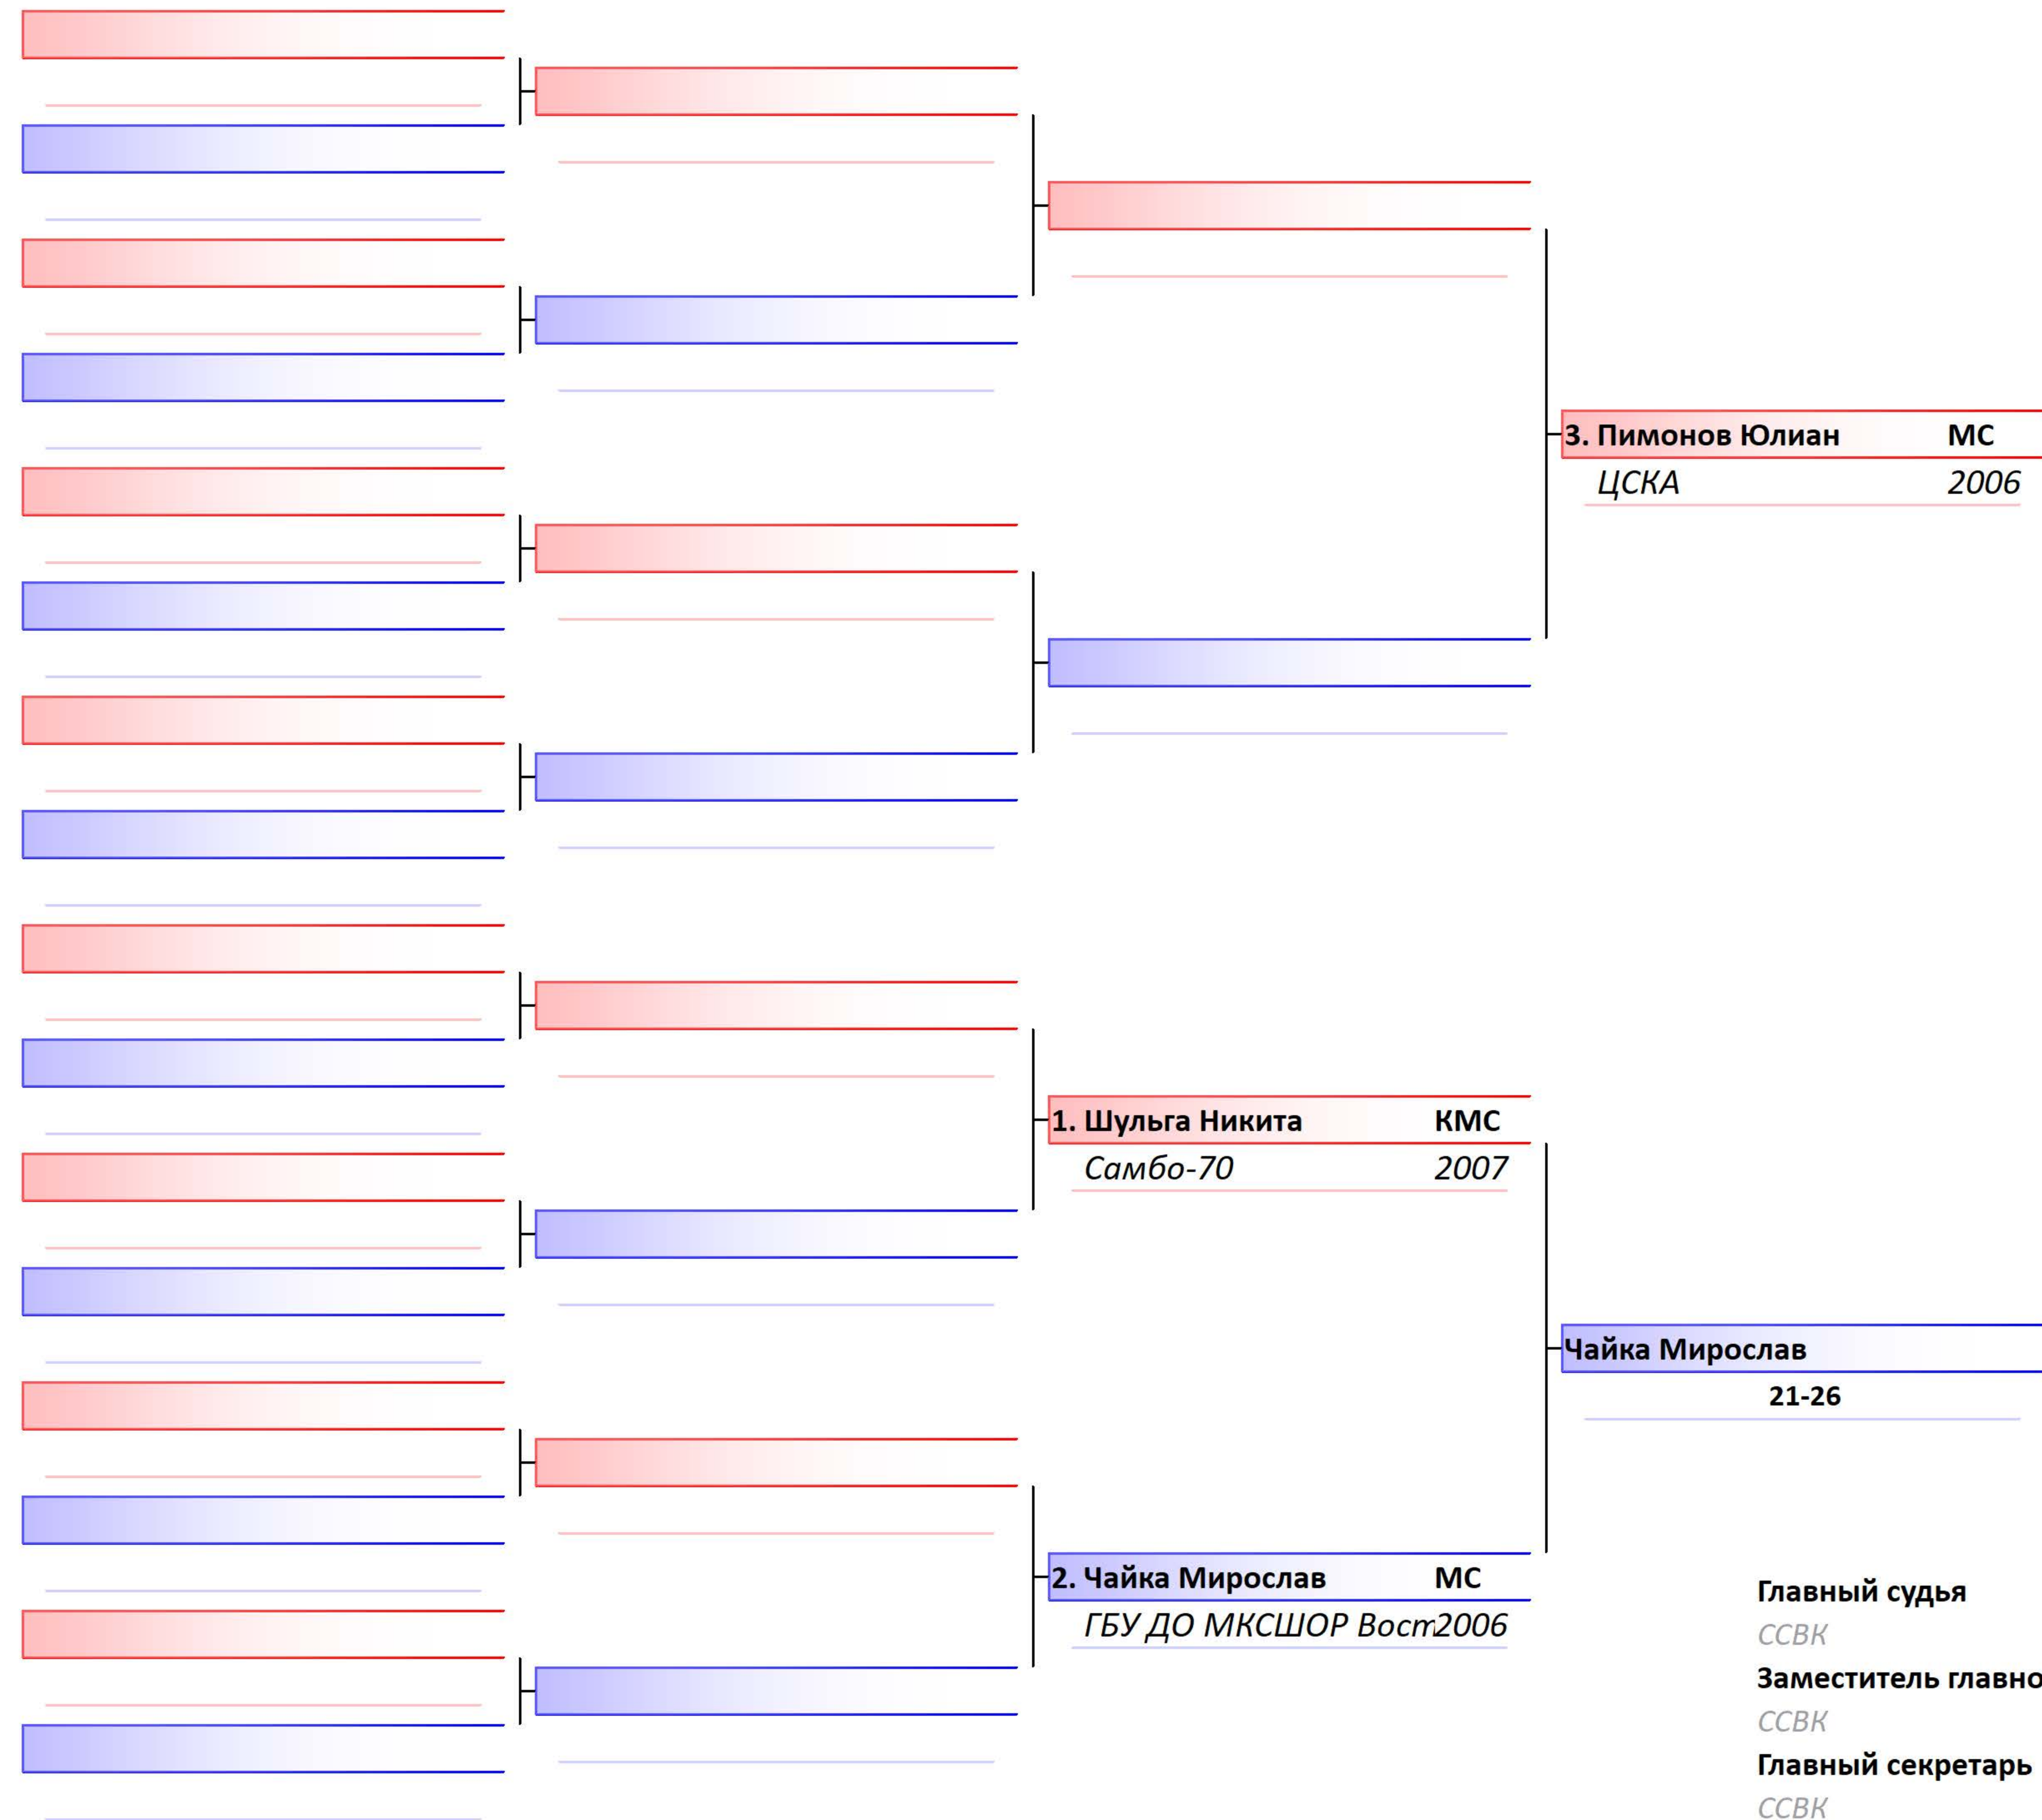 3. Пимонов Юлиан МС
ЦСКА 2006
1. Шульга Никита КМС
Самбо-70 2007
Чайка Мирослав
21-26
2. Чайка Мирослав МС
ГБУ ДО МКСШОР Вост 2006
Главный судья
ССВК
Заместитель главно
ССВК
Главный секретарь
ССВК